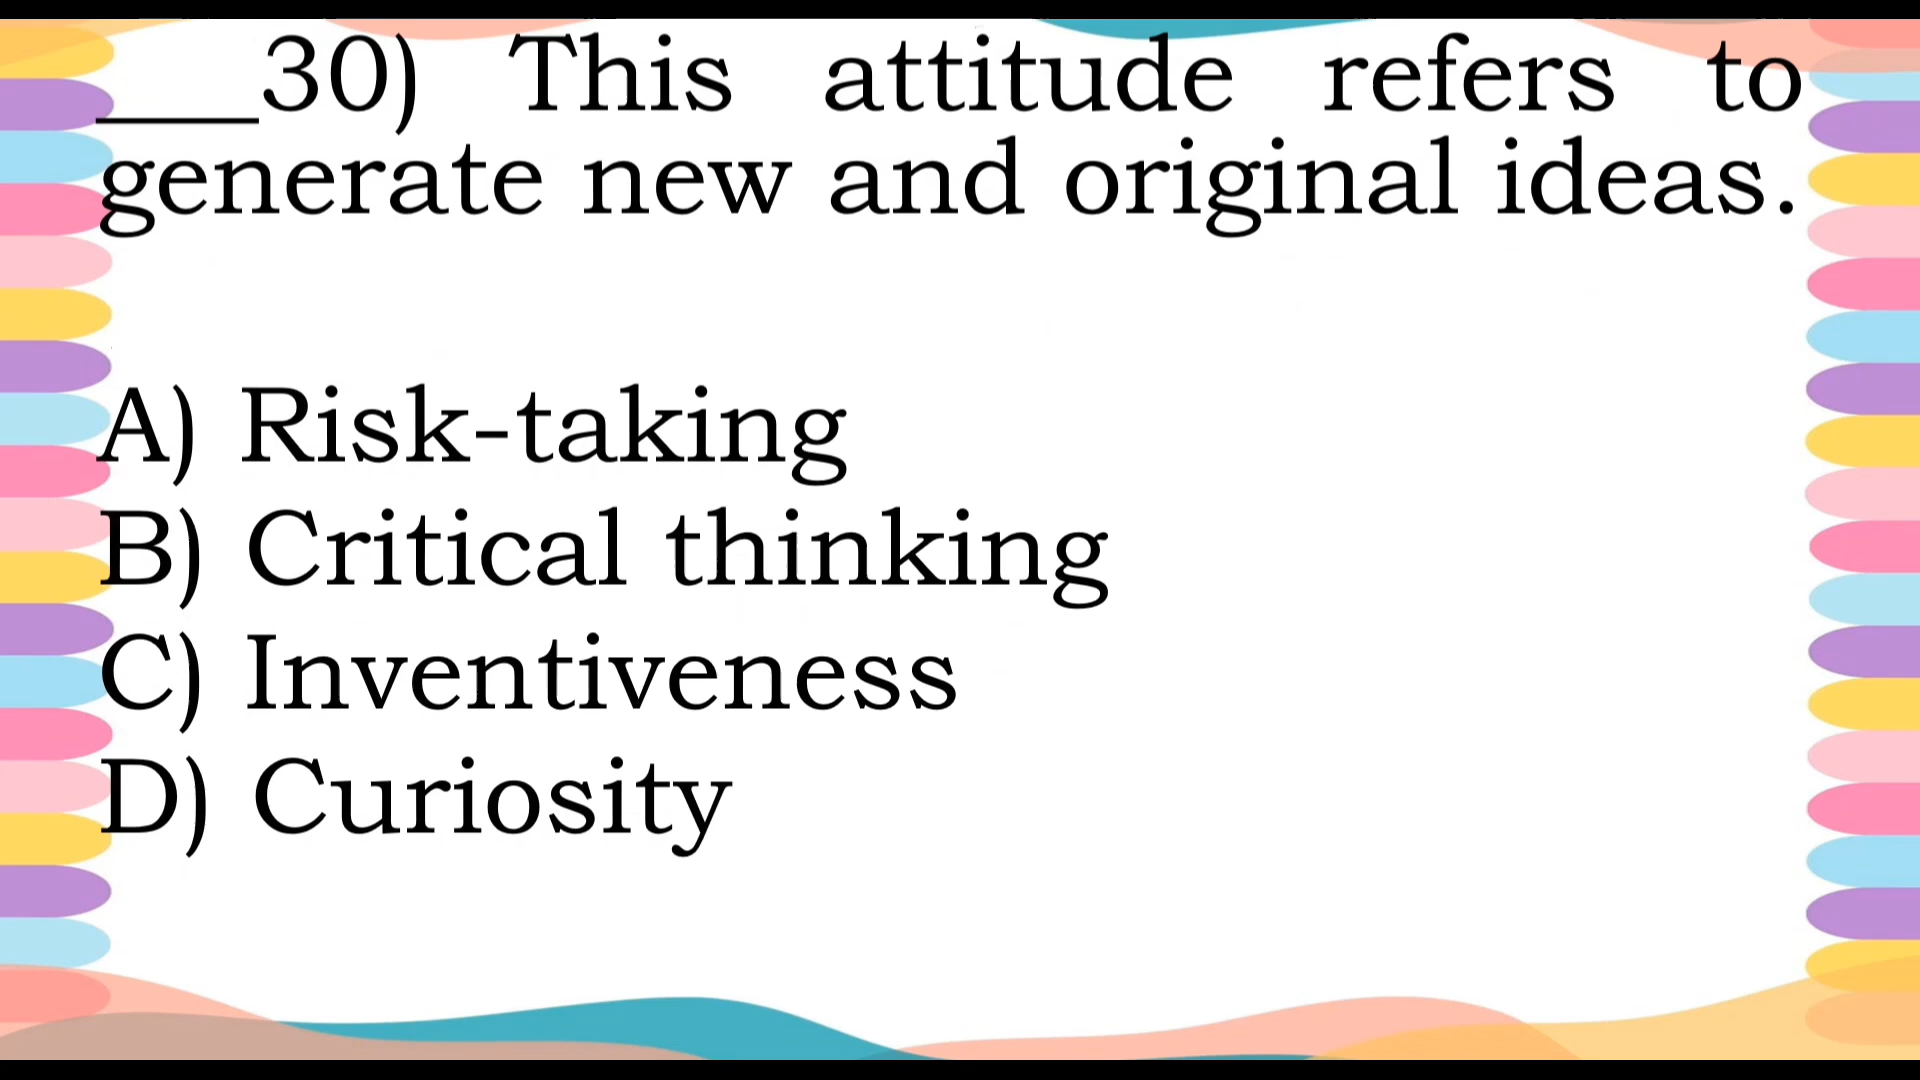 ___30) This attitude refers to
generate new and original ideas.
A) Risk-taking
B) Critical thinking
C) Inventiveness
D) Curiosity